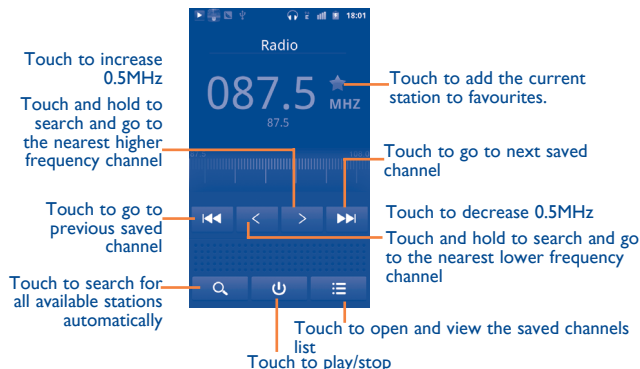 18:01
Radio
087.5
MHZ
87.5
Touch to increase
0.5MHz
Touch and hold to
search and go to
the nearest higher
frequency channel
Touch to go to
previous saved
channel
Touch to search for
all available stations
automatically
Touch to add the current
station to favourites.
Touch to go to next saved
channel
Touch to decrease 0.5MHz
Touch and hold to search and go
to the nearest lower frequency
channel
Touch to open and view the saved channels
list
Touch to play/stop